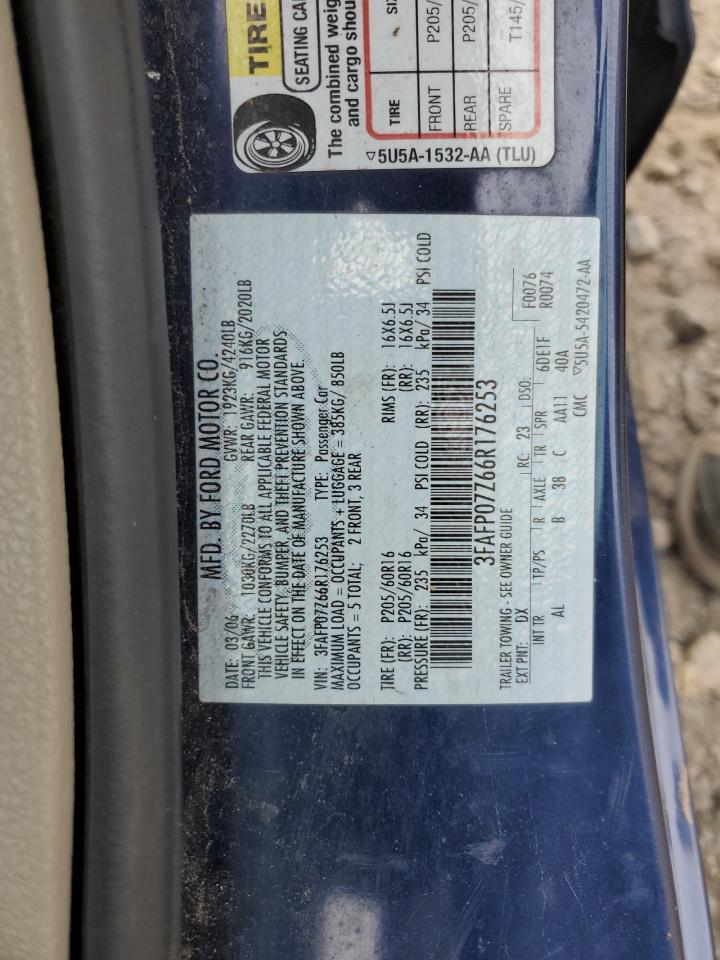 TIRE
SEATING CA
The combined weig
and cargo shou
TIRE SI
FRONT P205/
REAR P205/
SPARE T145/
▽5U5A-1532-AA (TLU)
MFD. BY FORD MOTOR CO.
DATE: 03/06 GVWR: 1923KG/4240LB
FRONT GAWR: 1030KG/2270LB REAR GAWR: 916KG/2020LB
THIS VEHICLE CONFORMS TO ALL APPLICABLE FEDERAL MOTOR
VEHICLE SAFETY, BUMPER, AND THEFT PREVENTION STANDARDS
IN EFFECT ON THE DATE OF MANUFACTURE SHOWN ABOVE
VIN: 3FAFP07Z66R176253 TYPE: Passenger Car
MAXIMUM LOAD = OCCUPANTS + LUGGAGE = 385KG/ 850LB
OCCUPANTS = 5 TOTAL; 2 FRONT, 3 REAR
TIRE (FR): P205/60R16 RIMS (FR): 16X6.5J
(RR): P205/60R16 (RR): 16X6.5J
PRESSURE (FR): 235 kPa/ 34 PSI COLD (RR): 235 kPa/ 34 PSI COLD
3FAFP07Z66R176253
TRAILER TOWING - SEE OWNER GUIDE F0076
EXT PNT: DX RC: 23 DSO: R0074
INT TR TP/PS R AXLE TR SPR 6DE1F
AL B 38 C AA11 40A
CMC ▽5U5A-5420472-AA